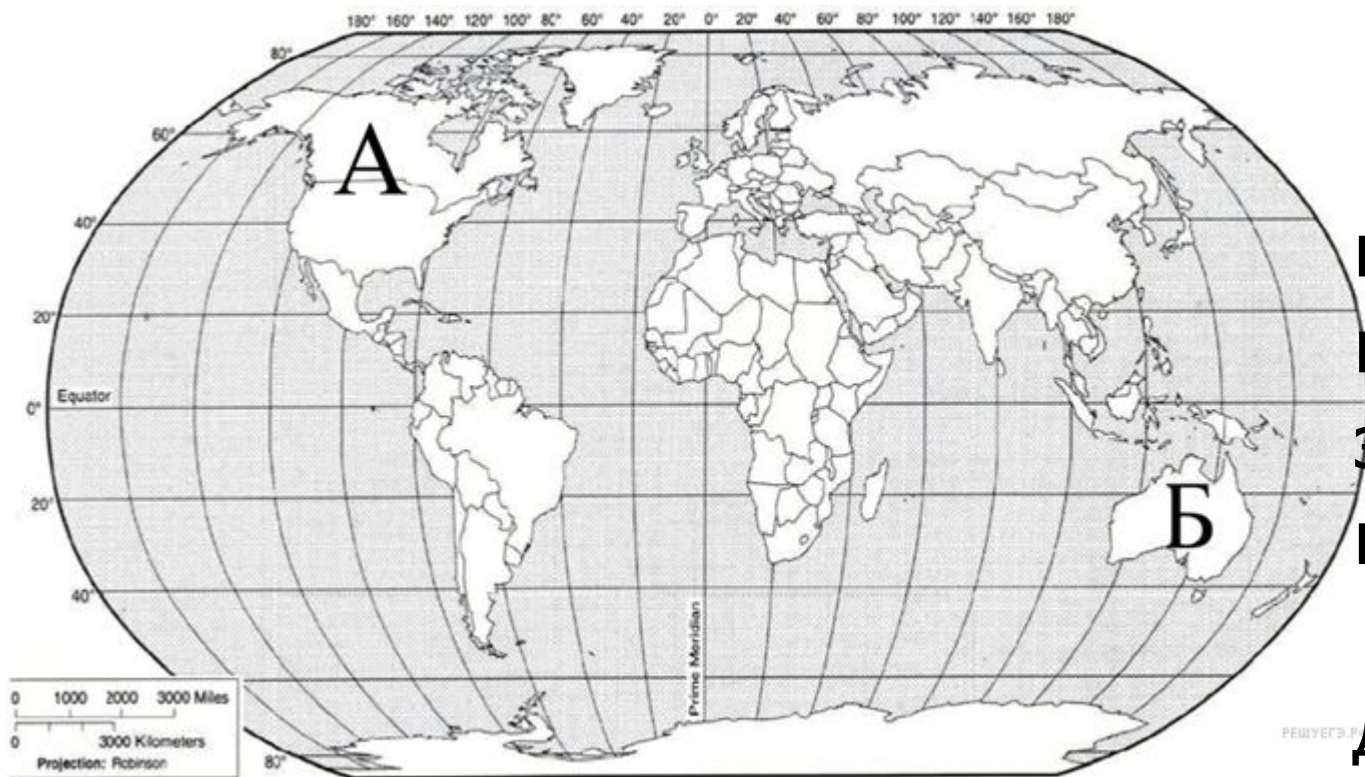 180° 160° 140° 120° 100° 80° 60° 40° 20° 0° 20° 40° 60° 80° 100° 120° 140° 160° 180°
80°
60°
А
40°
20°
Equator
0°
З
20°
Б
40°
Prime Meridian
0 1000 2000 3000 Miles
0 3000 Kilometers
Projection: Robinson
80°
РЕШУЕГЭ.РФ
Д